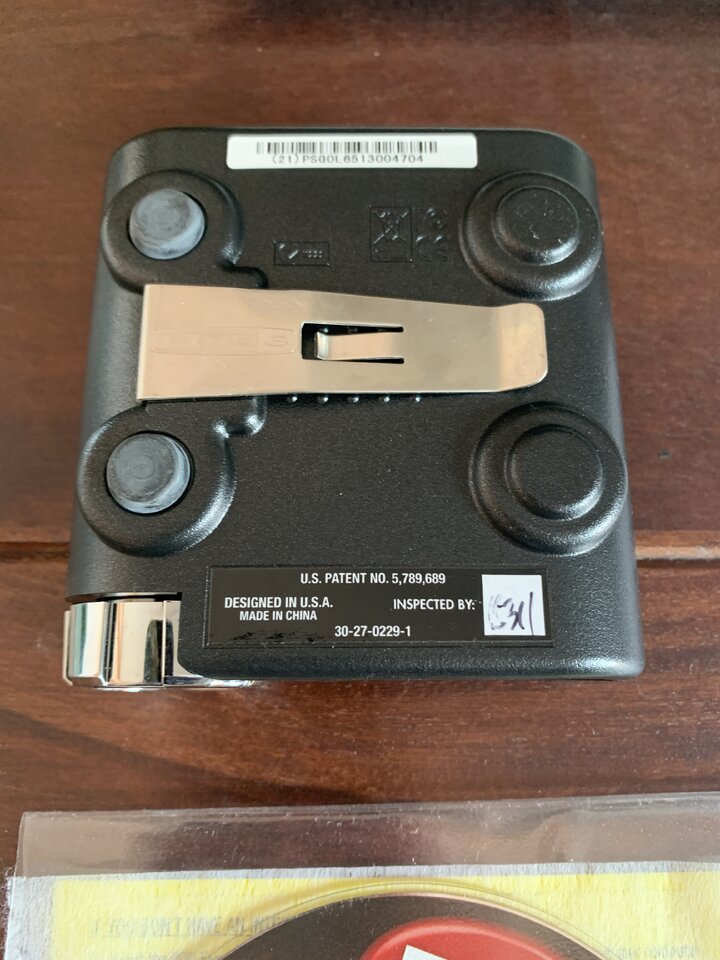 (21)PSG0L6513004704
U.S. PATENT NO. 5,789,689
DESIGNED IN U.S.A.
MADE IN CHINA
INSPECTED BY:
30-27-0229-1